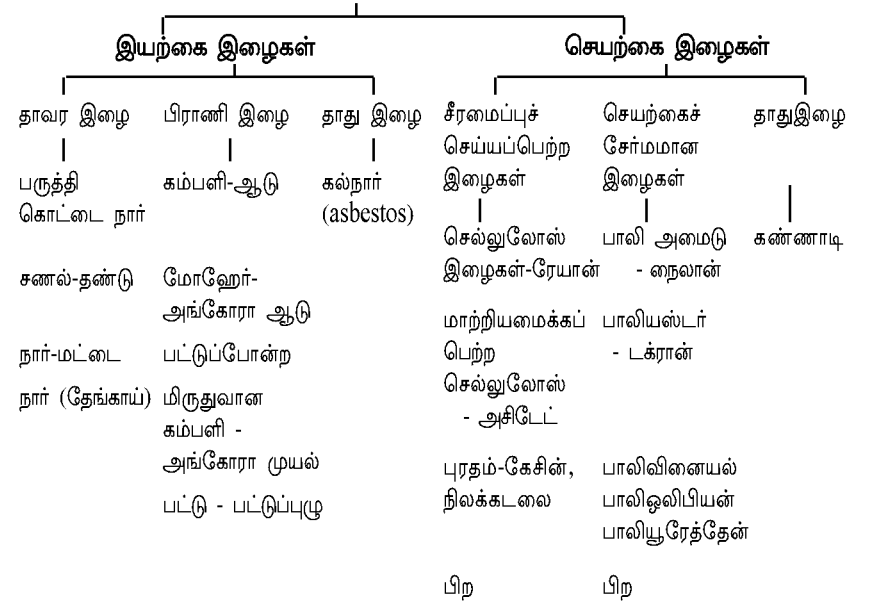 இயற்கை இழைகள்
தாவர இழை
பருத்தி
கொட்டை நார்
சணல்-தண்டு
நார்-மட்டை
நார் (தேங்காய்)
பிராணி இழை
கம்பளி-ஆடு
மோஹேர்-
அங்கோரா ஆடு
பட்டுப்போன்ற
மிருதுவான
கம்பளி -
அங்கோரா முயல்
பட்டு - பட்டுப்புழு
தாது இழை
கல்நார்
(asbestos)
செயற்கை இழைகள்
சீரமைப்புச்
செய்யப்பெற்ற
இழைகள்
செல்லுலோஸ்
இழைகள்-ரேயான்
மாற்றியமைக்கப்
பெற்ற
செல்லுலோஸ்
- அசிடேட்
புரதம்-கேசின்,
நிலக்கடலை
பிற
செயற்கைச்
சேர்மமான
இழைகள்
பாலி அமைடு
- நைலான்
பாலியஸ்டர்
- டக்ரான்
பாலிவினையல்
பாலிஒலிபியன்
பாலியூரேத்தேன்
பிற
தாதுஇழை
கண்ணாடி